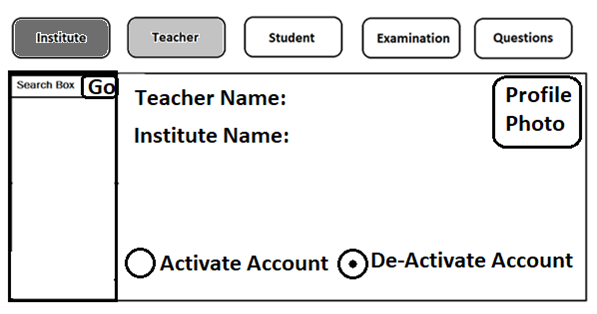 Institute
Teacher
Student
Examination
Questions
Search Box
Go
Teacher Name:
Institute Name:
Profile
Photo
Activate Account
De-Activate Account